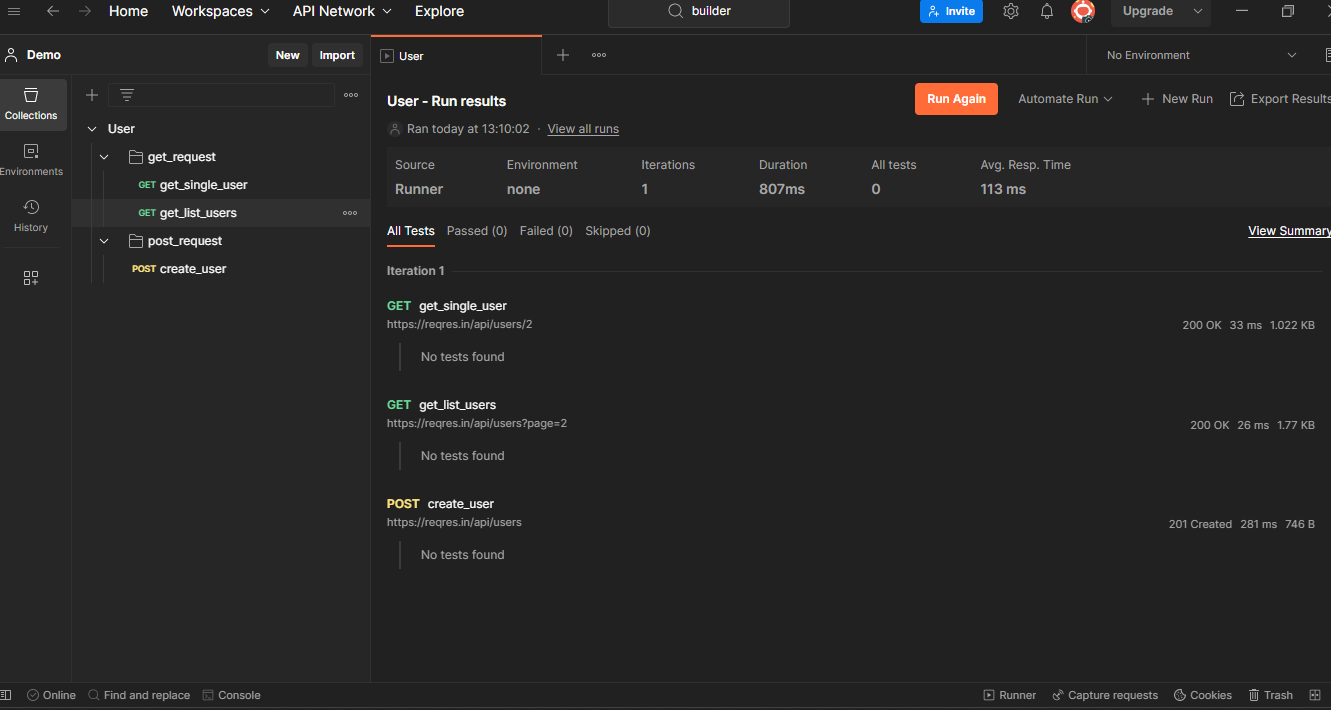 Home Workspaces API Network Explore builder Invite Upgrade
Demo New Import User No Environment
Collections
Environments
History
User
get_request
GET get_single_user
GET get_list_users
post_request
POST create_user
User - Run results Run Again Automate Run New Run Export Results
Ran today at 13:10:02 · View all runs
Source Environment Iterations Duration All tests Avg. Resp. Time
Runner none 1 807ms 0 113 ms
All Tests Passed (0) Failed (0) Skipped (0) View Summary
Iteration 1
GET get_single_user
https://reqres.in/api/users/2 200 OK 33 ms 1.022 KB
No tests found
GET get_list_users
https://reqres.in/api/users?page=2 200 OK 26 ms 1.77 KB
No tests found
POST create_user
https://reqres.in/api/users 201 Created 281 ms 746 B
No tests found
Online Find and replace Console Runner Capture requests Cookies Trash